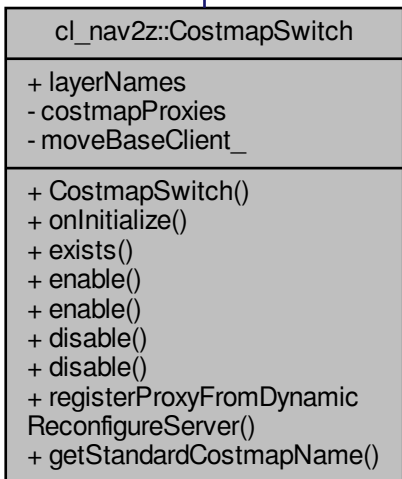 cl_nav2z::CostmapSwitch
+ layerNames
- costmapProxies
- moveBaseClient_
+ CostmapSwitch()
+ onInitialize()
+ exists()
+ enable()
+ enable()
+ disable()
+ disable()
+ registerProxyFromDynamic
ReconfigureServer()
+ getStandardCostmapName()